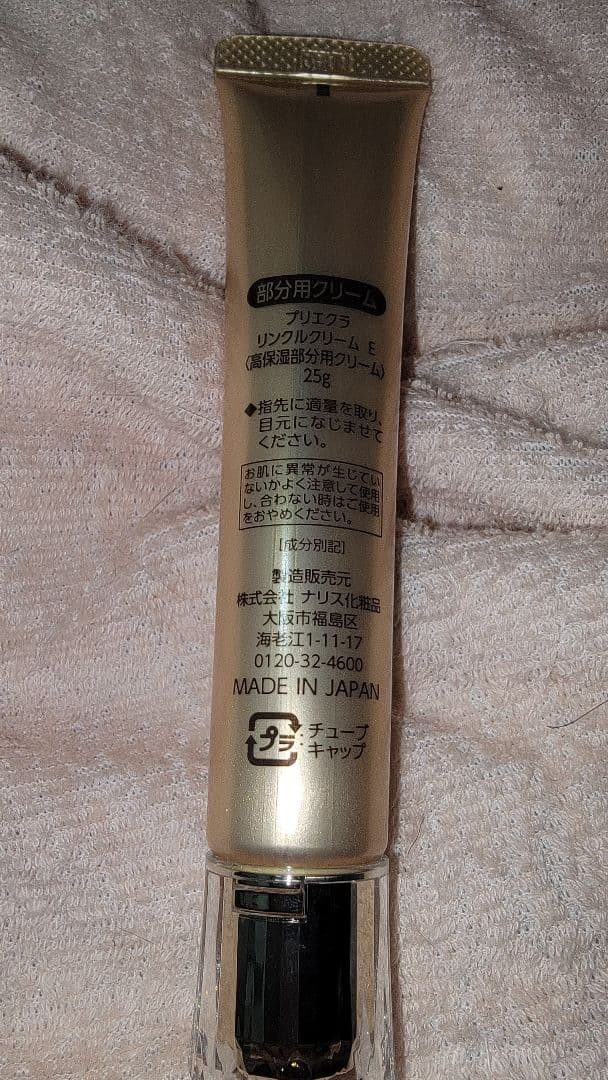 部分用クリーム
プリエクラ
リンクルクリーム E
〈高保湿部分用クリーム〉
25g
◆指先に適量を取り、
目元になじませて
ください。
お肌に異常が生じてい
ないかよく注意して使用
し、合わない時はご使用
をおやめください。
[成分別記]
製造販売元
株式会社 ナリス化粧品
大阪市福島区
海老江1-11-17
0120-32-4600
MADE IN JAPAN
プラ :チューブ
キャップ